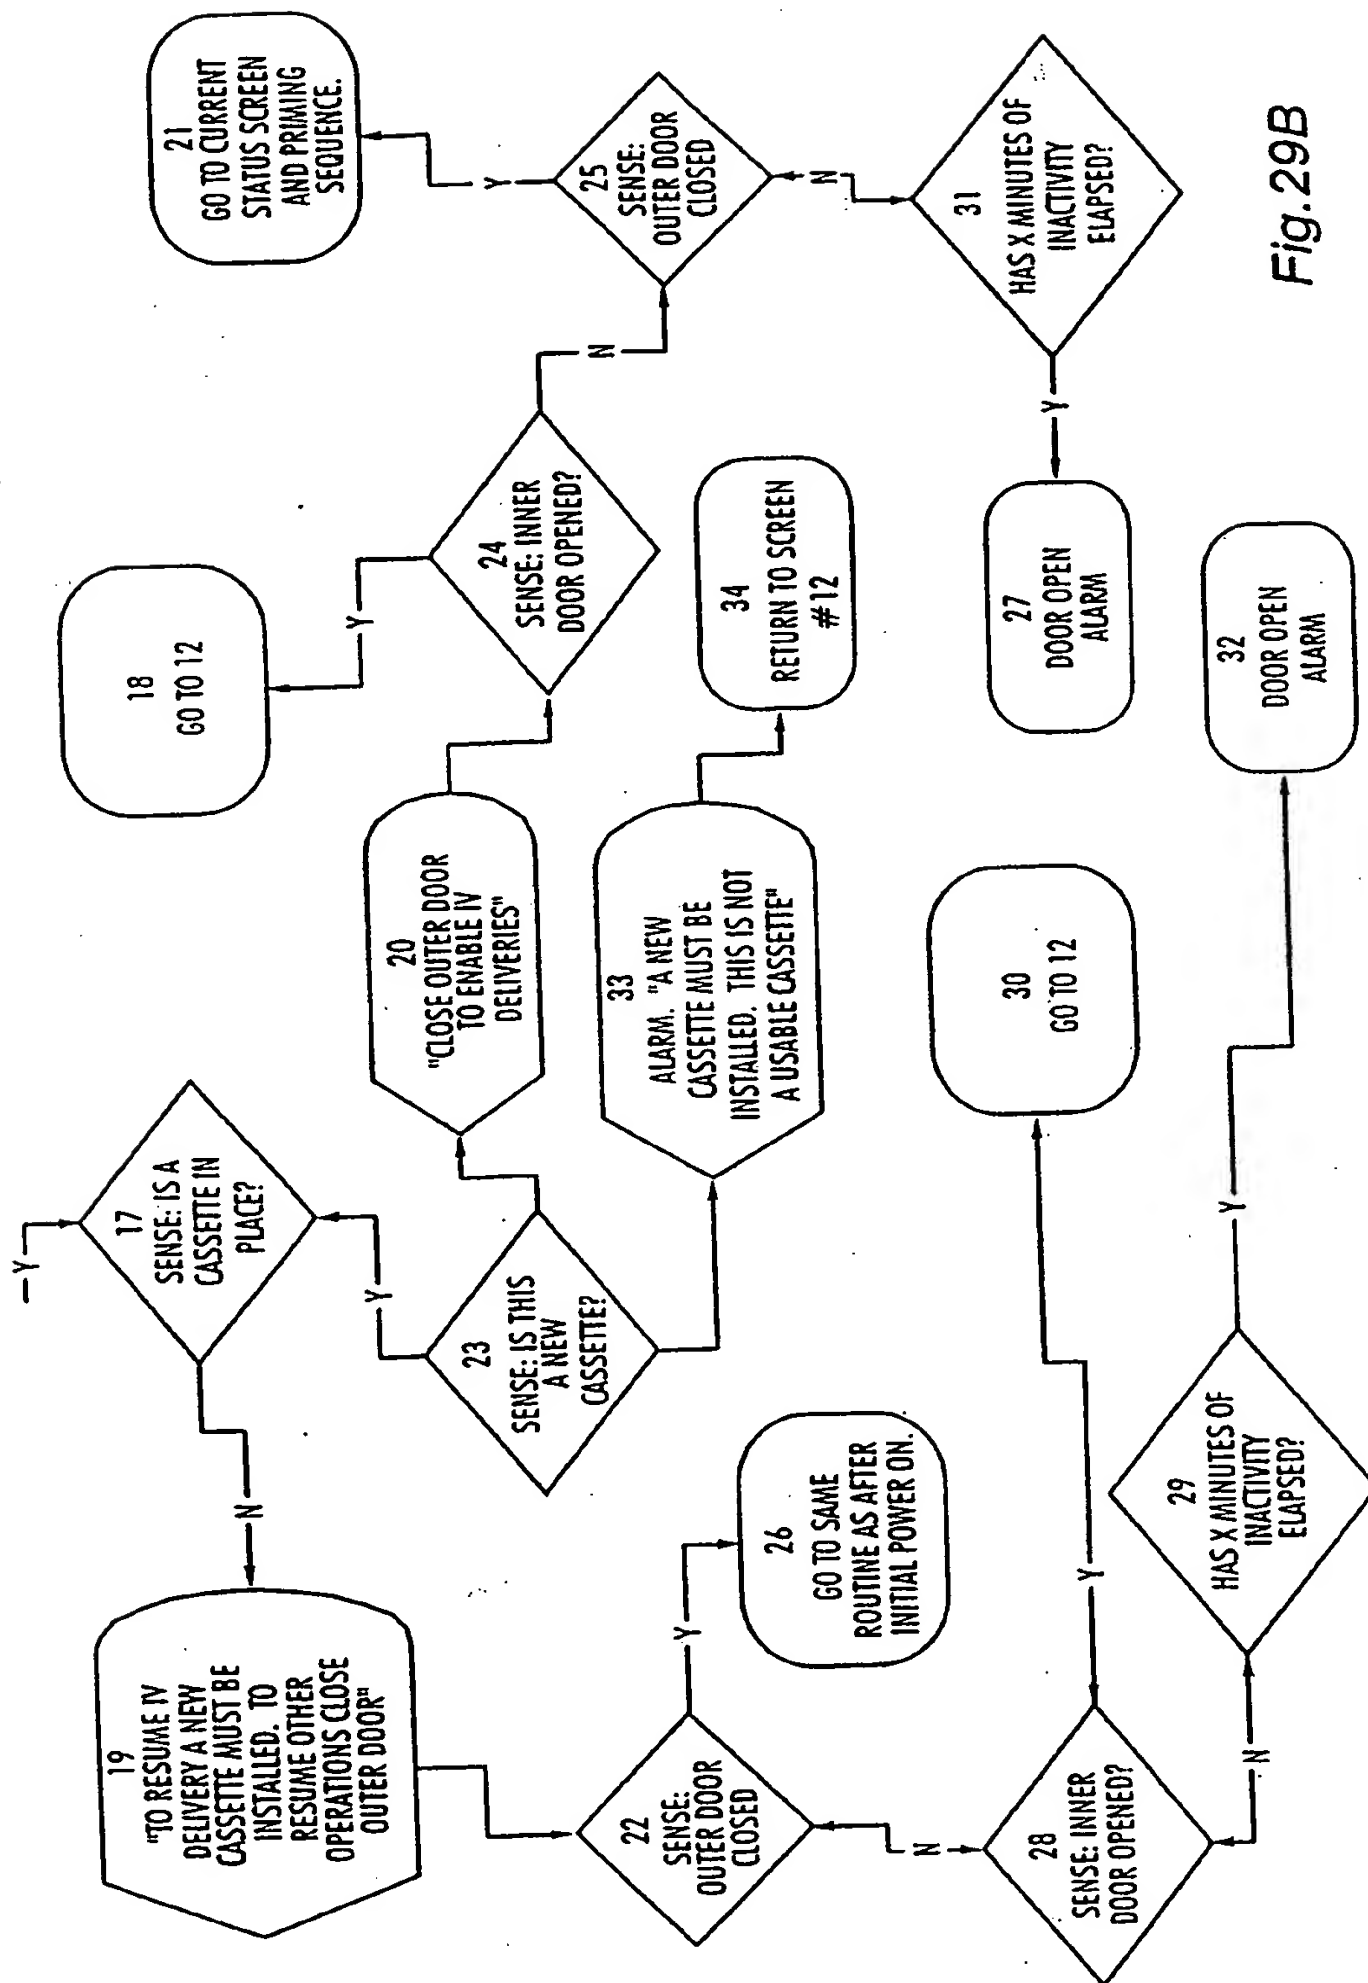 Y
17
SENSE: IS A
CASSETTE IN
PLACE?
N
Y
19
"TO RESUME IV
DELIVERY A NEW
CASSETTE MUST BE
INSTALLED. TO
RESUME OTHER
OPERATIONS CLOSE
OUTER DOOR"
23
SENSE: IS THIS
A NEW
CASSETTE?
20
"CLOSE OUTER DOOR
TO ENABLE IV
DELIVERIES"
18
GO TO 12
Y
24
SENSE: INNER
DOOR OPENED?
N
21
GO TO CURRENT
STATUS SCREEN
AND PRIMING
SEQUENCE.
Y
25
SENSE:
OUTER DOOR
CLOSED
N
33
ALARM. "A NEW
CASSETTE MUST BE
INSTALLED. THIS IS NOT
A USABLE CASSETTE"
34
RETURN TO SCREEN
#12
31
HAS X MINUTES OF
INACTIVITY
ELAPSED?
Y
27
DOOR OPEN
ALARM
22
SENSE:
OUTER DOOR
CLOSED
Y
26
GO TO SAME
ROUTINE AS AFTER
INITIAL POWER ON.
N
28
SENSE: INNER
DOOR OPENED?
Y
30
GO TO 12
N
29
HAS X MINUTES OF
INACTIVITY
ELAPSED?
Y
32
DOOR OPEN
ALARM
Fig.29B